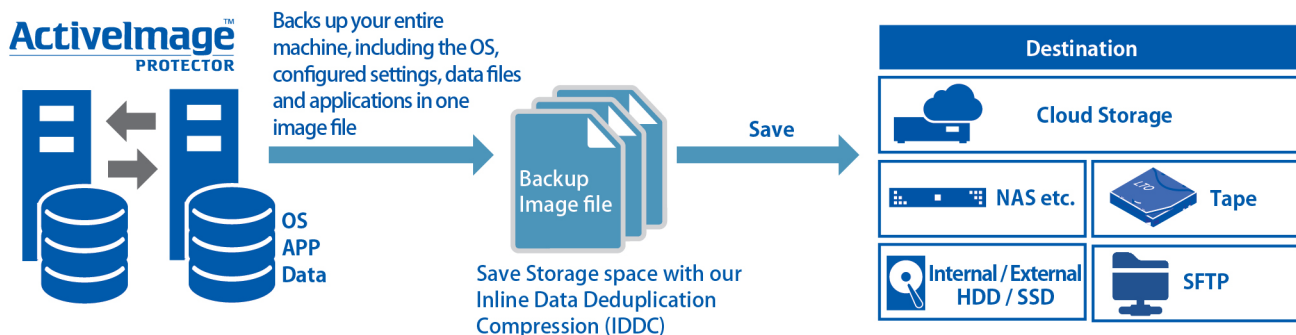 ActiveImage™
PROTECTOR
Backs up your entire
machine, including the OS,
configured settings, data files
and applications in one
image file
OS
APP
Data
Backup
Image file
Save Storage space with our
Inline Data Deduplication
Compression (IDDC)
Save
Destination
Cloud Storage
NAS etc.
LTO
Tape
Internal / External
HDD / SSD
SFTP